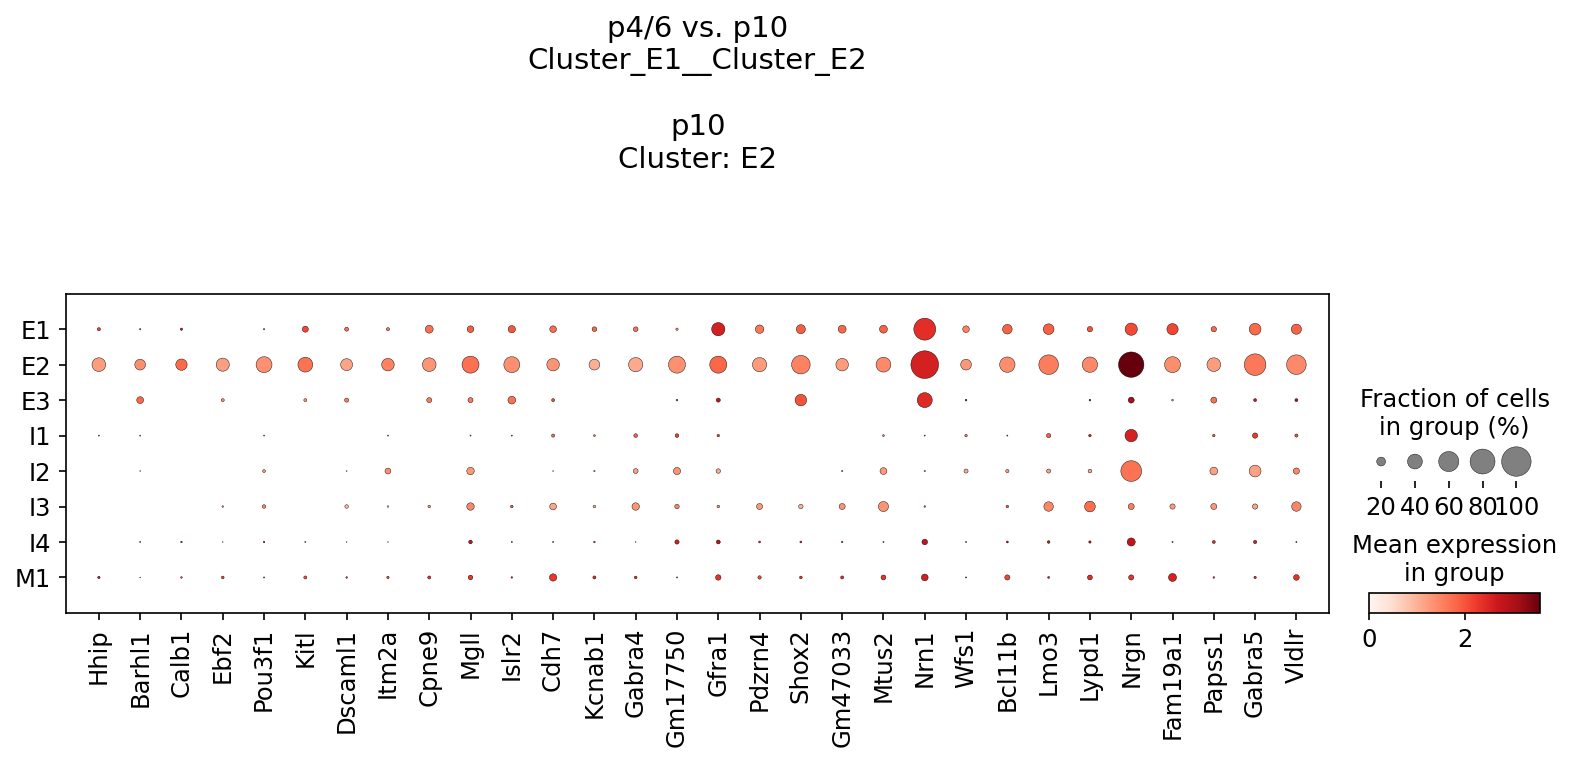 p4/6 vs. p10
Cluster_E1__Cluster_E2
p10
Cluster: E2
E1
E2
E3
I1
I2
I3
I4
M1
Hhip
Barhl1
Calb1
Ebf2
Pou3f1
Kitl
Dscaml1
Itm2a
Cpne9
Mgll
Islr2
Cdh7
Kcnab1
Gabra4
Gm17750
Gfra1
Pdzrn4
Shox2
Gm47033
Mtus2
Nrn1
Wfs1
Bcl11b
Lmo3
Lypd1
Nrgn
Fam19a1
Papss1
Gabra5
Vldlr
Fraction of cells
in group (%)
20 40 60 80 100
Mean expression
in group
0 2